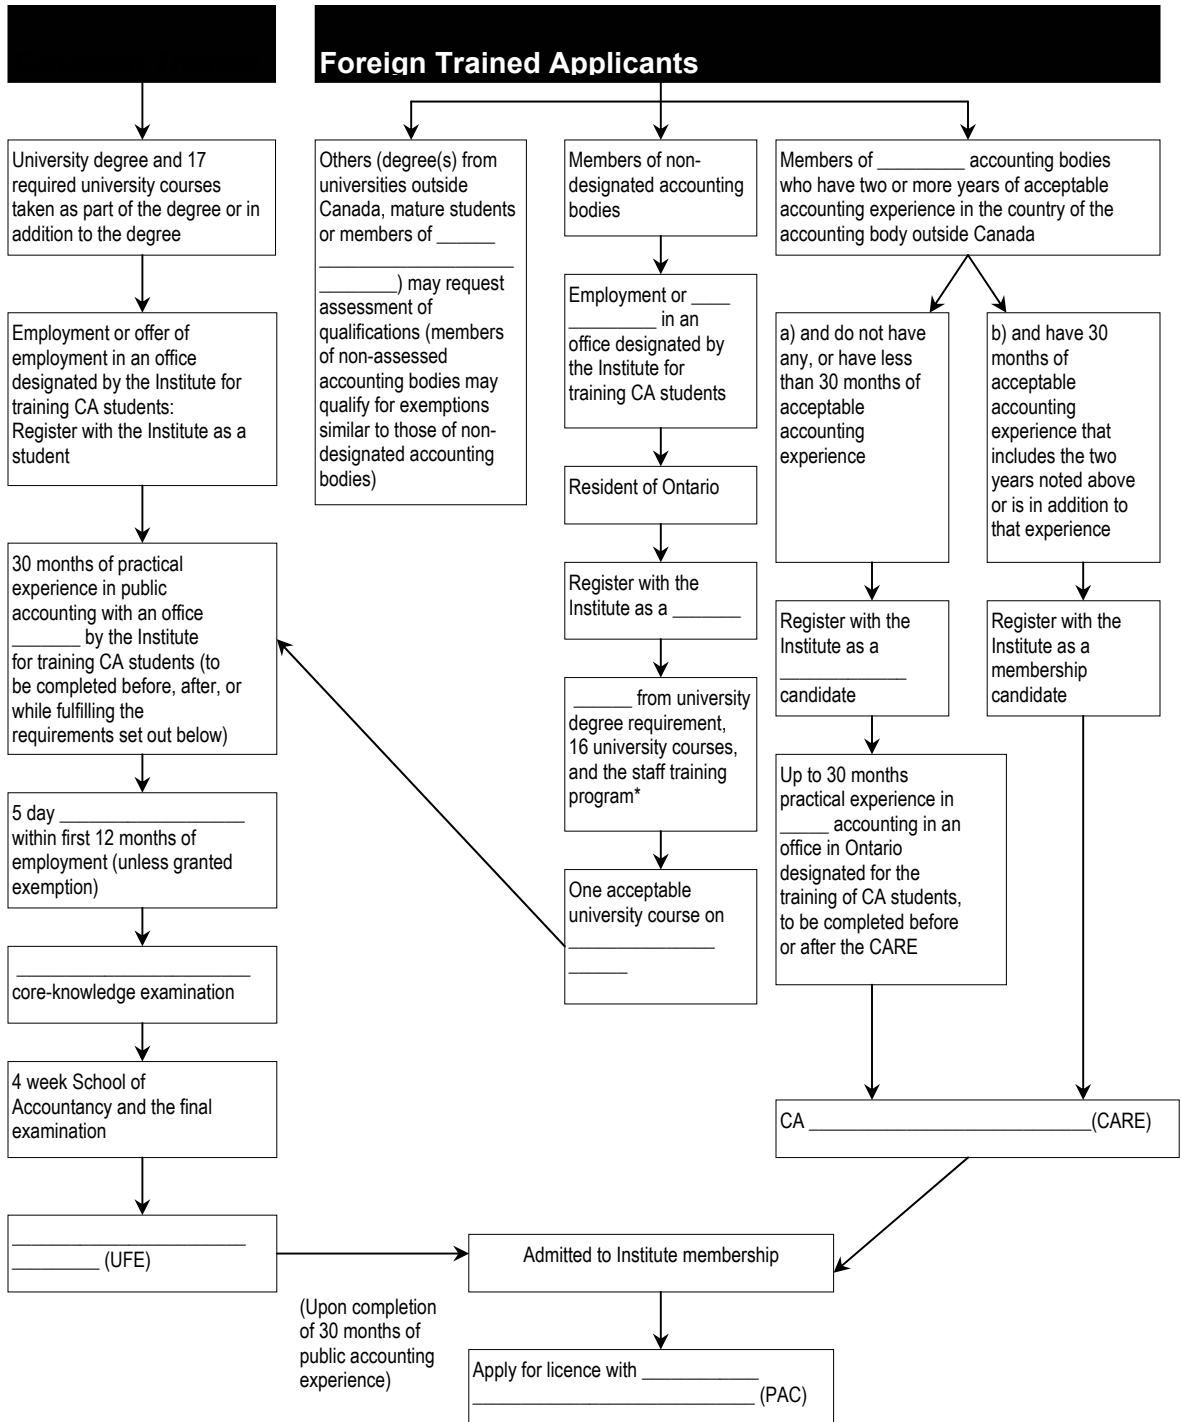 Foreign Trained Applicants
University degree and 17
required university courses
taken as part of the degree or in
addition to the degree
Employment or offer of
employment in an office
designated by the Institute for
training CA students:
Register with the Institute as a
student
30 months of practical
experience in public
accounting with an office
_______ by the Institute
for training CA students (to
be completed before, after, or
while fulfilling the
requirements set out below)
5 day ___________________
within first 12 months of
employment (unless granted
exemption)
________________________
core-knowledge examination
4 week School of
Accountancy and the final
examination
________________________
_________ (UFE)
Others (degree(s) from
universities outside
Canada, mature students
or members of ______
____________________
________) may request
assessment of
qualifications (members
of non-assessed
accounting bodies may
qualify for exemptions
similar to those of non-
designated accounting
bodies)
Members of non-
designated accounting
bodies
Employment or ____
_________ in an
office designated by
the Institute for
training CA students
Resident of Ontario
Register with the
Institute as a _______
______ from university
degree requirement,
16 university courses,
and the staff training
program*
One acceptable
university course on
_______________
______
Members of _________ accounting bodies
who have two or more years of acceptable
accounting experience in the country of the
accounting body outside Canada
a) and do not have
any, or have less
than 30 months of
acceptable
accounting
experience
Register with the
Institute as a
_____________
candidate
Up to 30 months
practical experience in
_____ accounting in an
office in Ontario
designated for the
training of CA students,
to be completed before
or after the CARE
b) and have 30
months of
acceptable
accounting
experience that
includes the two
years noted above
or is in addition to
that experience
Register with the
Institute as a
membership
candidate
CA _____________________________(CARE)
Admitted to Institute membership
(Upon completion
of 30 months of
public accounting
experience)
Apply for licence with ____________
_____________________________ (PAC)